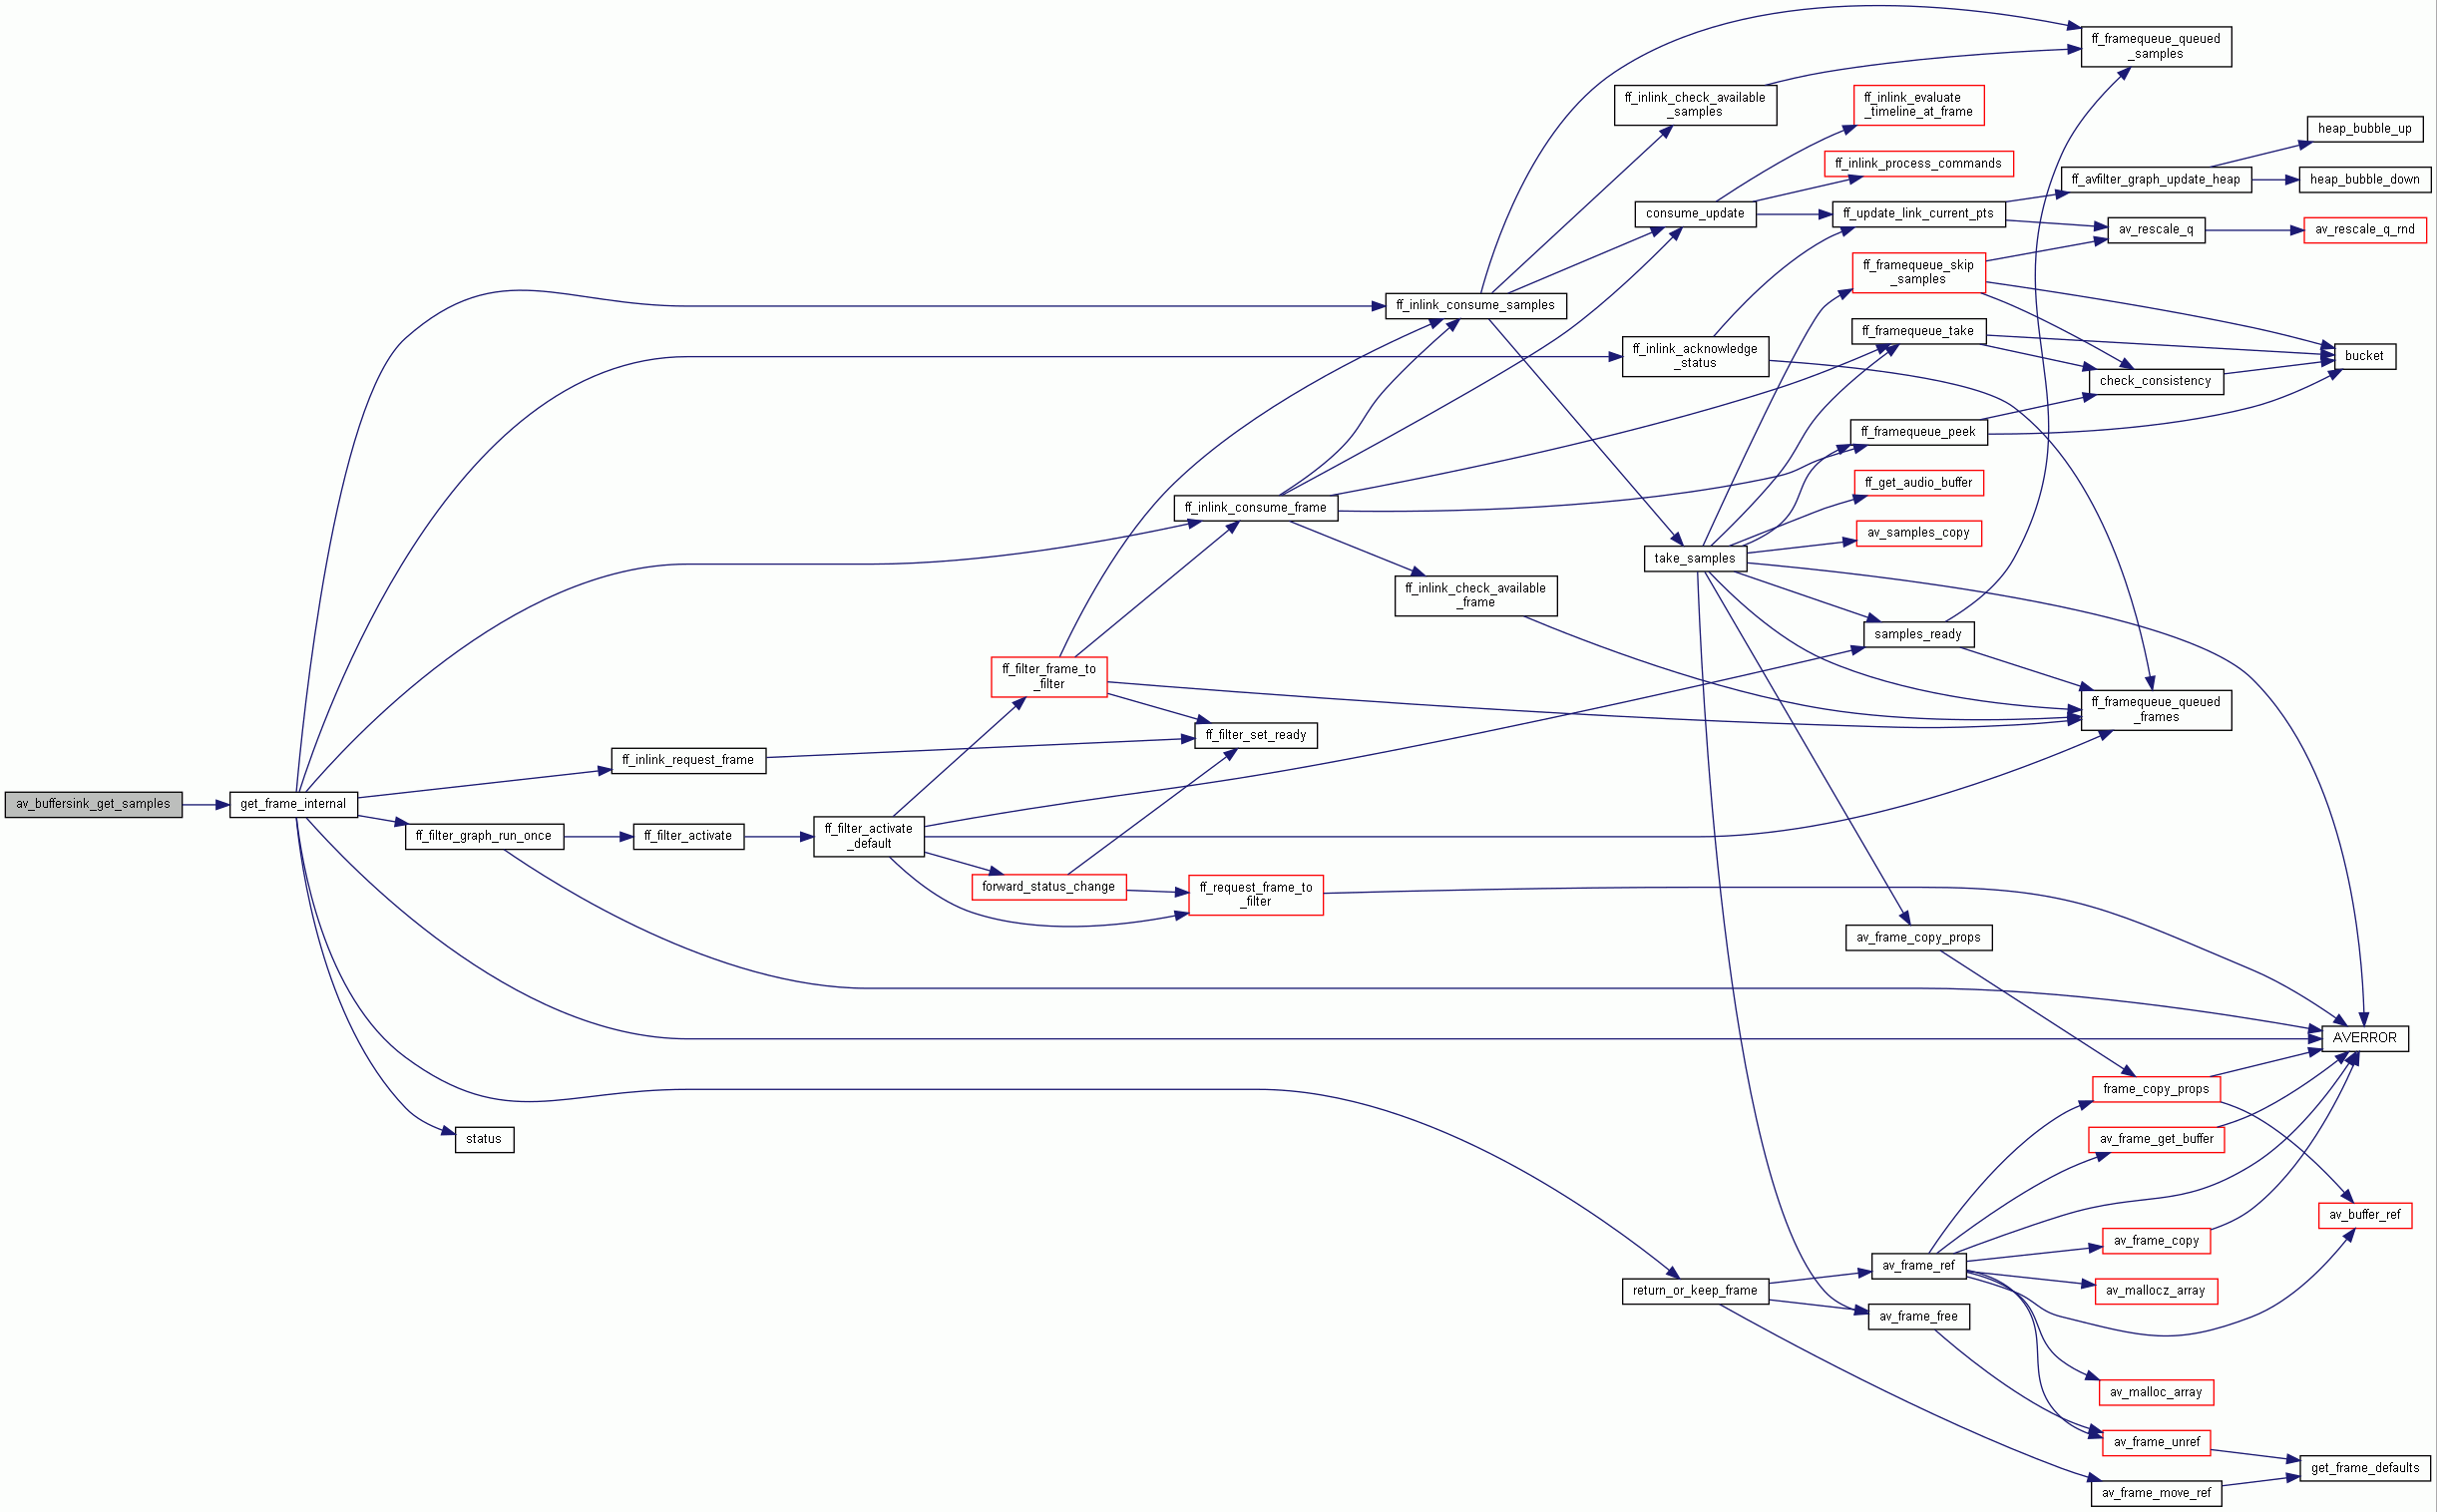 ff_framequeue_queued
_samples
ff_inlink_check_available
_samples
ff_inlink_evaluate
_timeline_at_frame
heap_bubble_up
ff_inlink_process_commands
ff_avfilter_graph_update_heap
heap_bubble_down
consume_update
ff_update_link_current_pts
av_rescale_q
av_rescale_q_rnd
ff_framequeue_skip
_samples
ff_inlink_consume_samples
ff_framequeue_take
ff_inlink_acknowledge
_status
bucket
check_consistency
ff_framequeue_peek
ff_get_audio_buffer
ff_inlink_consume_frame
av_samples_copy
take_samples
ff_inlink_check_available
_frame
samples_ready
ff_filter_frame_to
_filter
ff_framequeue_queued
_frames
ff_filter_set_ready
ff_inlink_request_frame
av_buffersink_get_samples
get_frame_internal
ff_filter_graph_run_once
ff_filter_activate
ff_filter_activate
_default
forward_status_change
ff_request_frame_to
_filter
av_frame_copy_props
AVERROR
frame_copy_props
status
av_frame_get_buffer
av_buffer_ref
av_frame_copy
av_frame_ref
return_or_keep_frame
av_mallocz_array
av_frame_free
av_malloc_array
av_frame_unref
get_frame_defaults
av_frame_move_ref